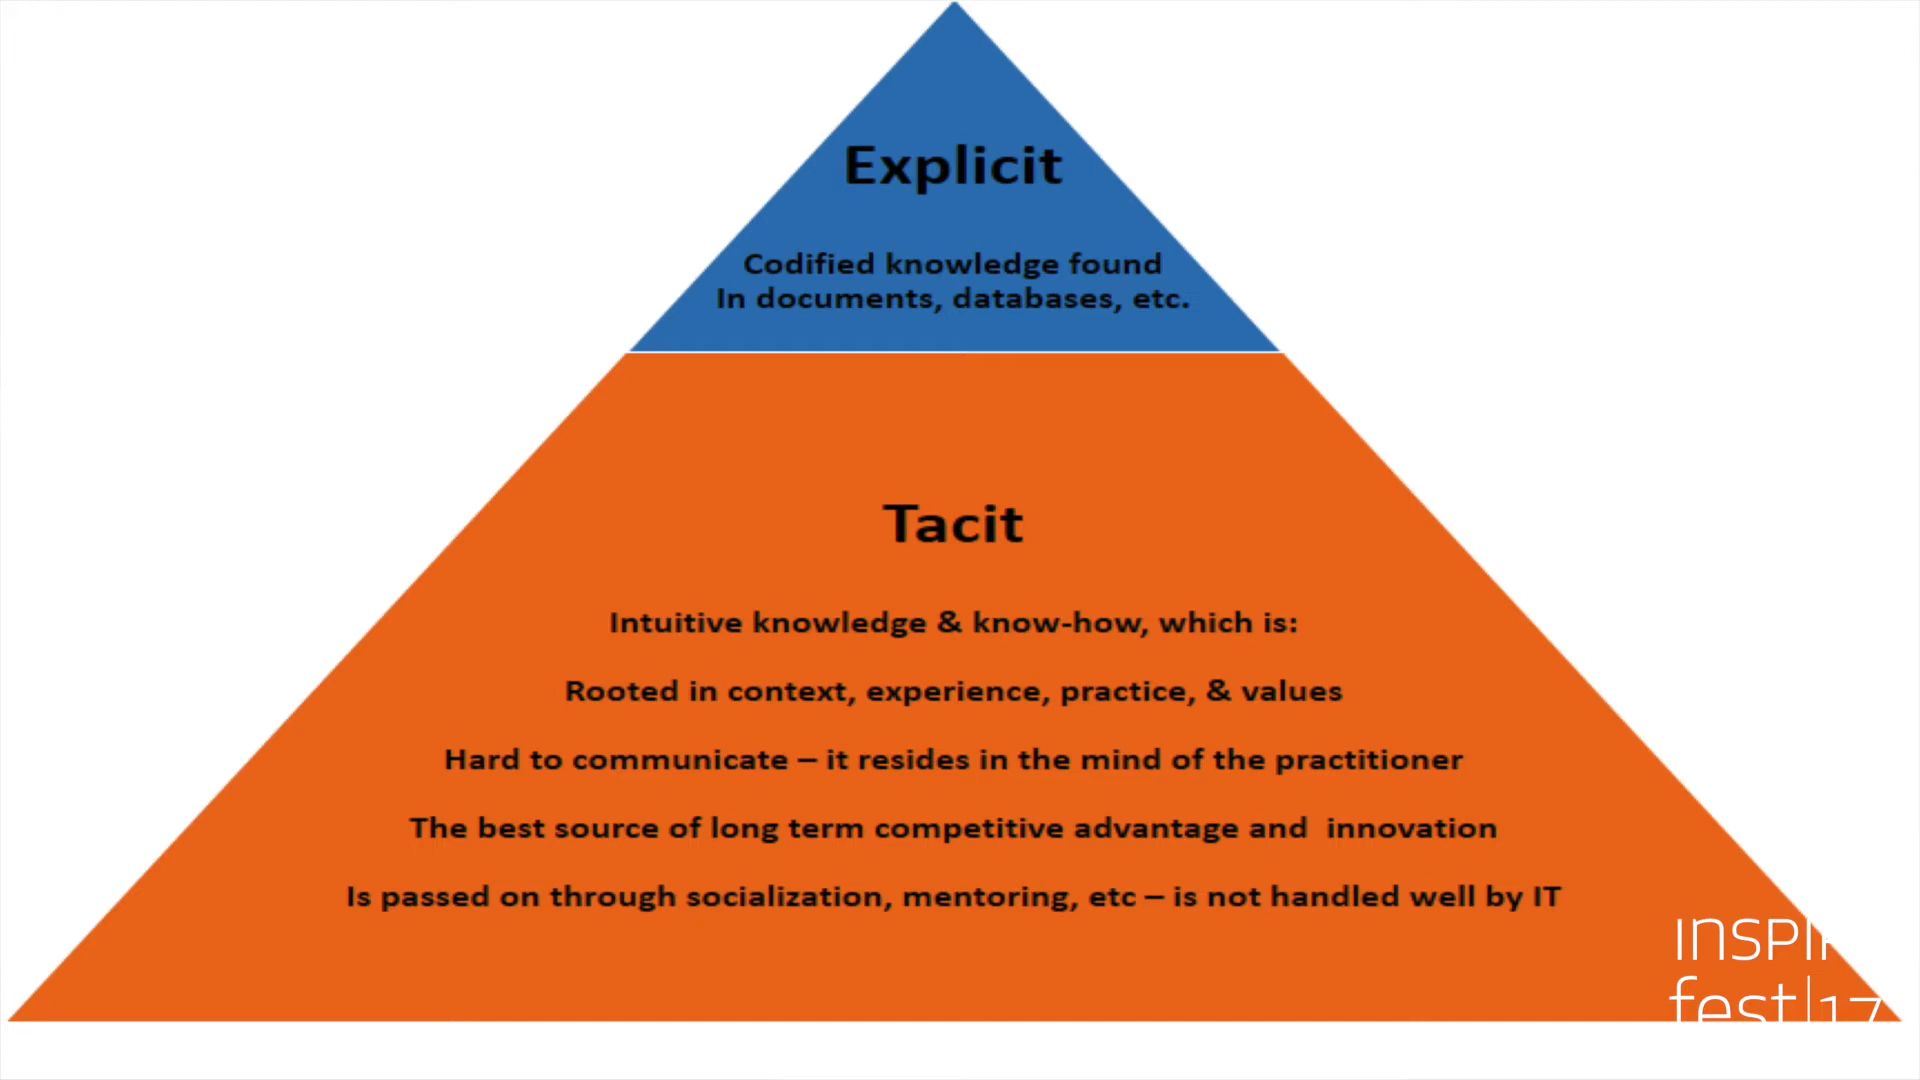 Explicit
Codified knowledge found
In documents, databases, etc.
Tacit
Intuitive knowledge & know-how, which is:
Rooted in context, experience, practice, & values
Hard to communicate – it resides in the mind of the practitioner
The best source of long term competitive advantage and  innovation
Is passed on through socialization, mentoring, etc – is not handled well by IT
fest|17